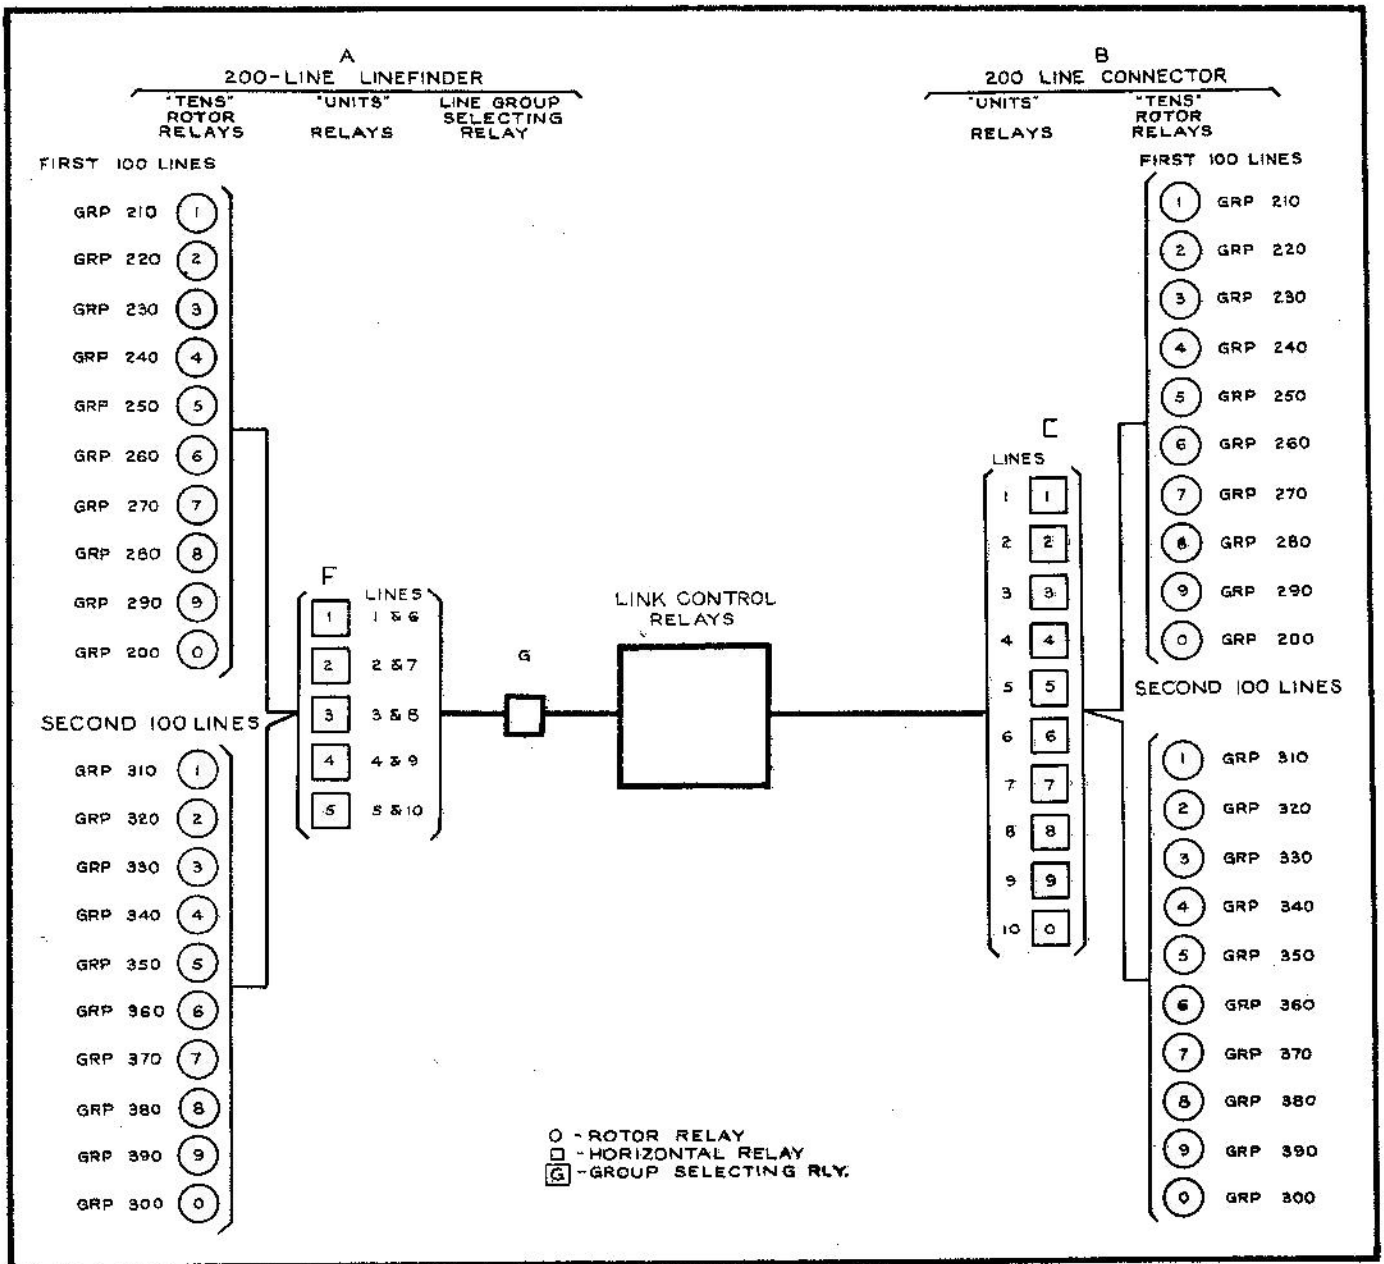 A
200-LINE LINEFINDER
"TENS" ROTOR RELAYS
"UNITS" RELAYS
LINE GROUP SELECTING RELAY
FIRST 100 LINES
GRP 210 1
GRP 220 2
GRP 230 3
GRP 240 4
GRP 250 5
GRP 260 6
GRP 270 7
GRP 280 8
GRP 290 9
GRP 200 0
SECOND 100 LINES
GRP 310 1
GRP 320 2
GRP 330 3
GRP 340 4
GRP 350 5
GRP 360 6
GRP 370 7
GRP 380 8
GRP 390 9
GRP 300 0
F
LINES
1 1 & 6
2 2 & 7
3 3 & 8
4 4 & 9
5 5 & 10
G
LINK CONTROL
RELAYS
B
200 LINE CONNECTOR
"UNITS" RELAYS
"TENS" ROTOR RELAYS
C
LINES
1 1
2 2
3 3
4 4
5 5
6 6
7 7
8 8
9 9
10 0
FIRST 100 LINES
1 GRP 210
2 GRP 220
3 GRP 230
4 GRP 240
5 GRP 250
6 GRP 260
7 GRP 270
8 GRP 280
9 GRP 290
0 GRP 200
SECOND 100 LINES
1 GRP 310
2 GRP 320
3 GRP 330
4 GRP 340
5 GRP 350
6 GRP 360
7 GRP 370
8 GRP 380
9 GRP 390
0 GRP 300
O - ROTOR RELAY
□ - HORIZONTAL RELAY
G - GROUP SELECTING RLY.